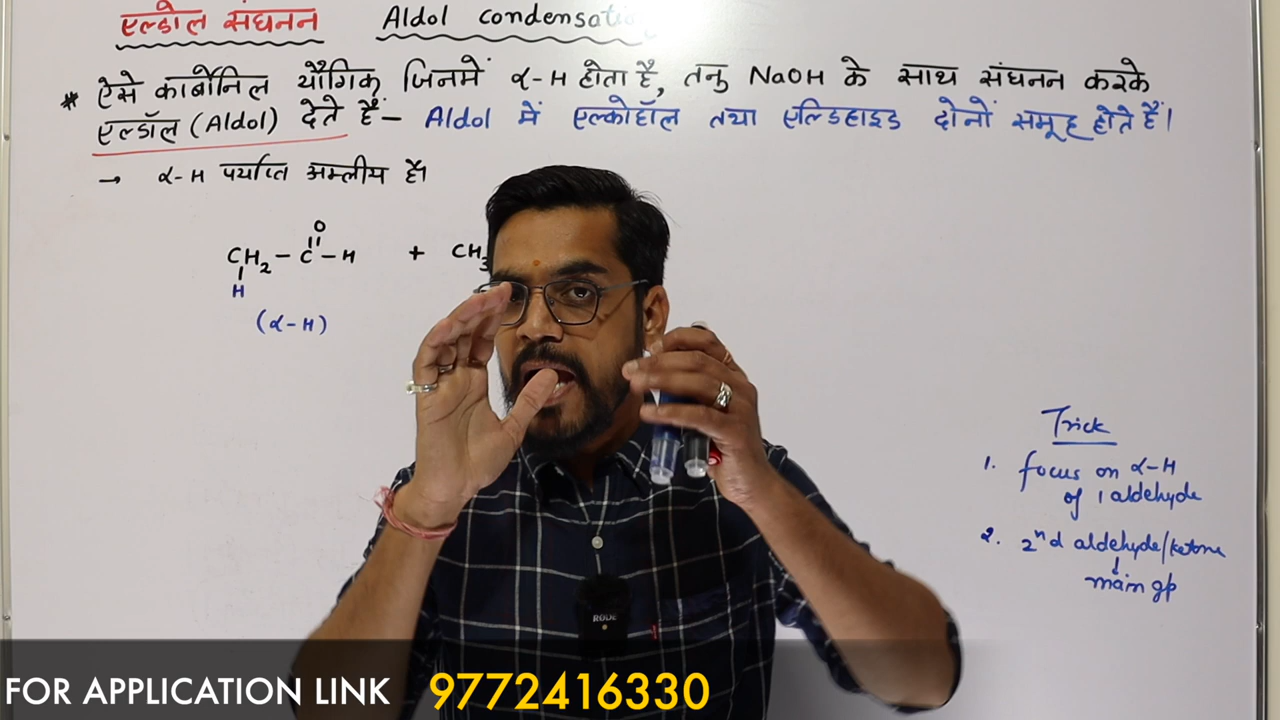 एल्डोल संघनन Aldol condensatio
* ऐसे कार्बोनिल यौगिक जिनमें α-H होता है, तनु NaOH के साथ संघनन करके
एल्डॉल (Aldol) देते हैं- Aldol में एल्कोहॉल तथा एल्डिहाइड दोनों समूह होते हैं।
→ α-H पर्याप्त अम्लीय है।
O
CH₂ - C - H + CH₃
H
(α-H)
Trick
1. focus on α-H
of 1 aldehyde
2. 2nd aldehyde/ketone
↓
main gp
RODE
FOR APPLICATION LINK 9772416330